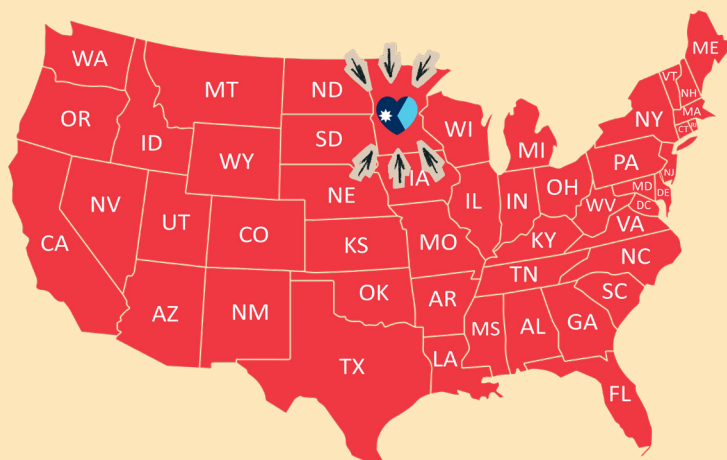 WA
MT
ND
ME
OR
ID
SD
WY
WI
MI
NY
VT
NH
MA
CT
RI
NV
UT
CO
NE
IA
IL
IN
OH
PA
NJ
MD
DE
DC
WV
VA
CA
KS
MO
KY
NC
TN
AZ
NM
OK
AR
SC
MS
AL
GA
TX
LA
FL